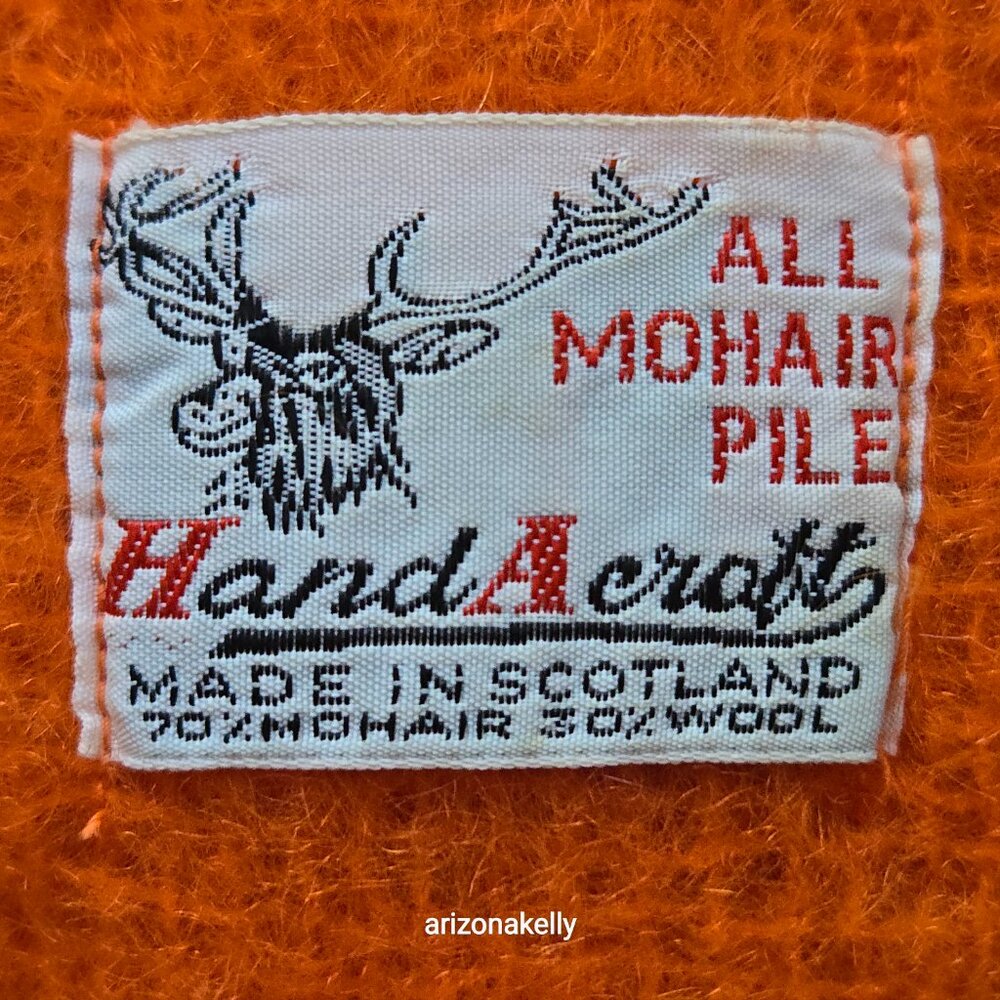 ALL
MOHAIR
PILE
HandAcraft
MADE IN SCOTLAND
70%MOHAIR 30%WOOL
arizonakelly